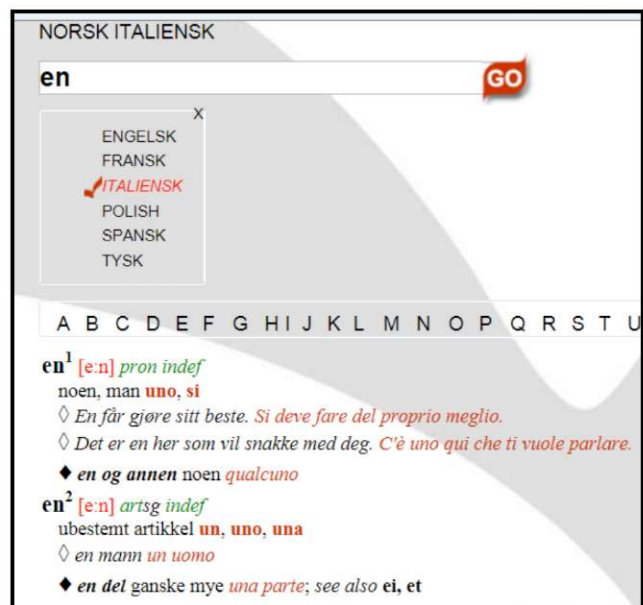 NORSK ITALIENSK
en GO
X
ENGELSK
FRANSK
ITALIENSK
POLISH
SPANSK
TYSK
A B C D E F G H I J K L M N O P Q R S T U
en¹ [e:n] pron indef
noen, man uno, si
◊ En får gjøre sitt beste. Si deve fare del proprio meglio.
◊ Det er en her som vil snakke med deg. C'è uno qui che ti vuole parlare.
♦ en og annen noen qualcuno
en² [e:n] artsg indef
ubestemt artikkel un, uno, una
◊ en mann un uomo
♦ en del ganske mye una parte; see also ei, et